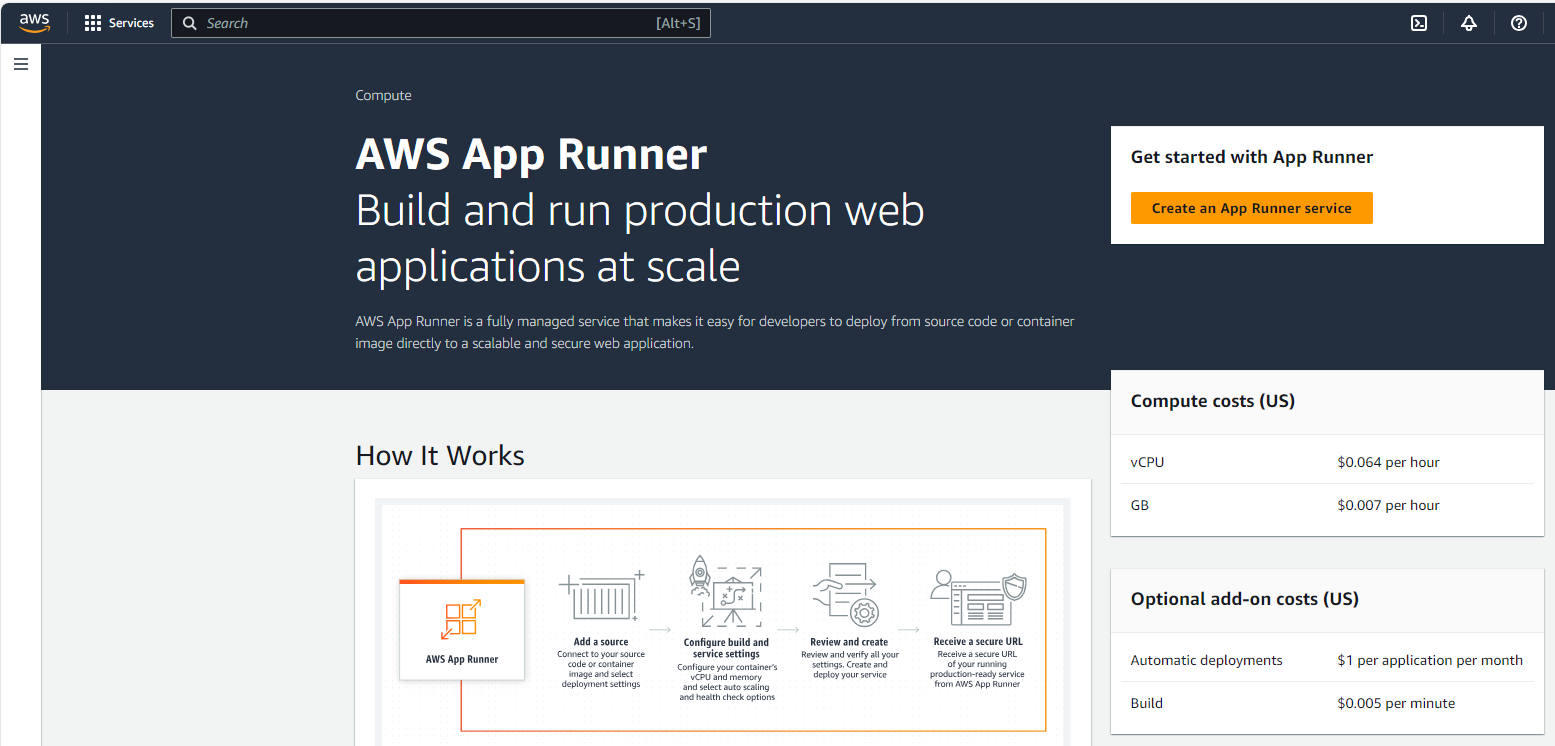 aws
Services
Search
[Alt+S]
Compute
AWS App Runner
Build and run production web
applications at scale
AWS App Runner is a fully managed service that makes it easy for developers to deploy from source code or container
image directly to a scalable and secure web application.
Get started with App Runner
Create an App Runner service
Compute costs (US)
vCPU $0.064 per hour
GB $0.007 per hour
Optional add-on costs (US)
Automatic deployments $1 per application per month
Build $0.005 per minute
How It Works
AWS App Runner
Add a source
Connect to your source
code or container
image and select
deployment settings
Configure build and
service settings
Configure your container's
vCPU and memory
and select auto scaling
and health check options
Review and create
Review and verify all your
settings. Create and
deploy your service
Receive a secure URL
Receive a secure URL
of your running
production-ready service
from AWS App Runner